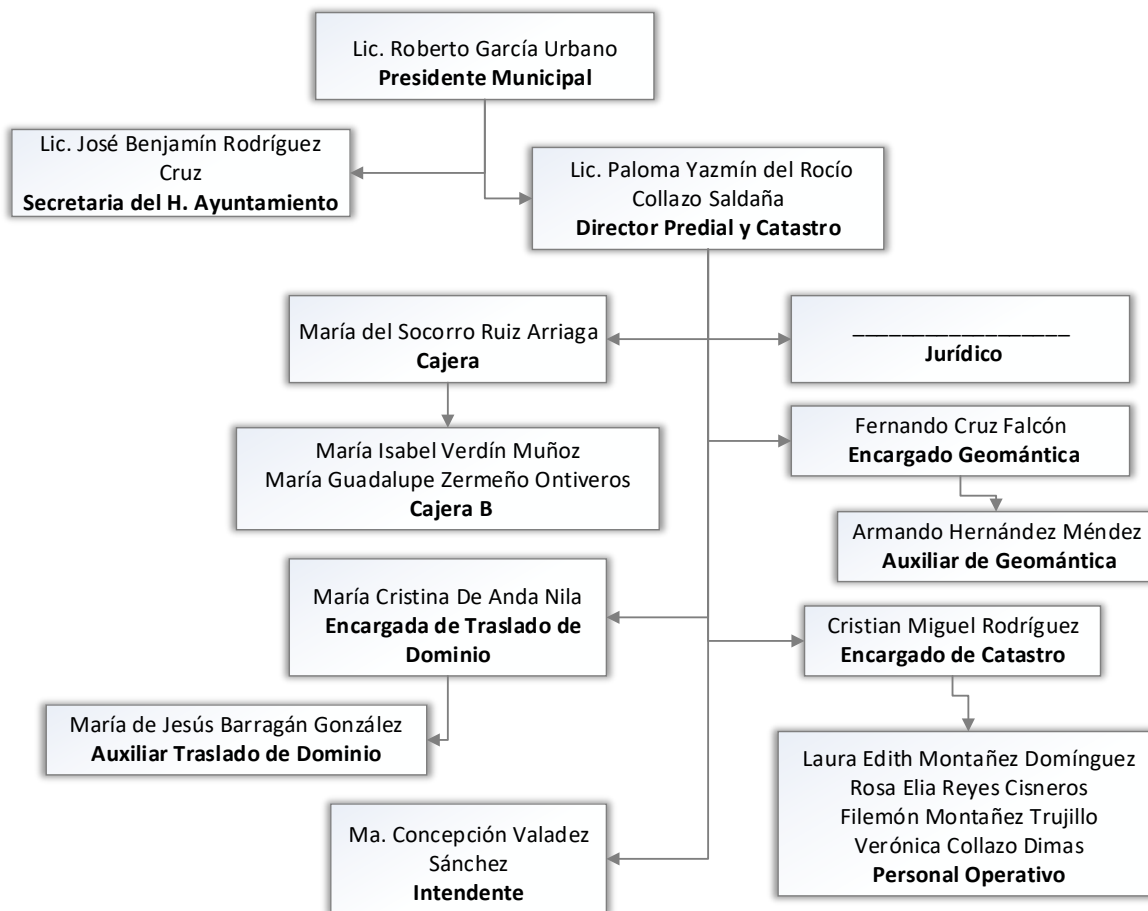 Lic. Roberto García Urbano
Presidente Municipal
Lic. José Benjamín Rodríguez
Cruz
Secretaria del H. Ayuntamiento
Lic. Paloma Yazmín del Rocío
Collazo Saldaña
Director Predial y Catastro
María del Socorro Ruiz Arriaga
Cajera
___________________
Jurídico
María Isabel Verdín Muñoz
María Guadalupe Zermeño Ontiveros
Cajera B
Fernando Cruz Falcón
Encargado Geomántica
Armando Hernández Méndez
Auxiliar de Geomántica
María Cristina De Anda Nila
Encargada de Traslado de
Dominio
Cristian Miguel Rodríguez
Encargado de Catastro
María de Jesús Barragán González
Auxiliar Traslado de Dominio
Laura Edith Montañez Domínguez
Rosa Elia Reyes Cisneros
Filemón Montañez Trujillo
Verónica Collazo Dimas
Personal Operativo
Ma. Concepción Valadez
Sánchez
Intendente